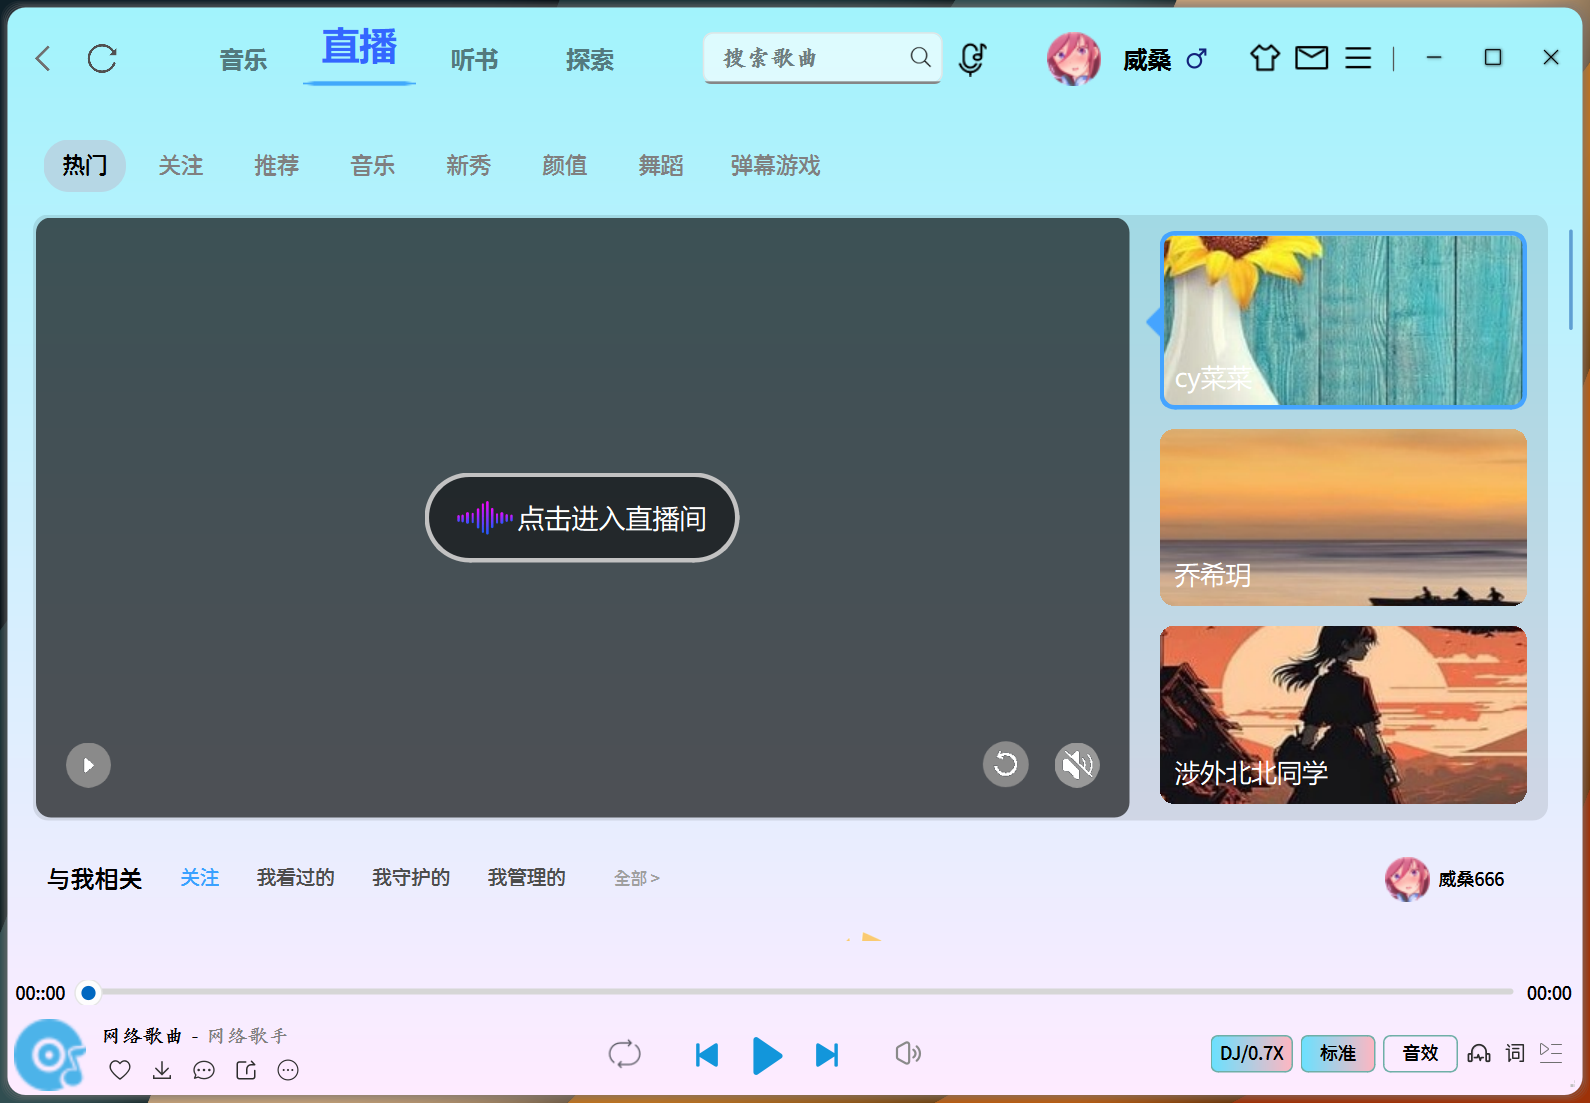 音乐 直播 听书 探索 搜索歌曲 威桑
热门 关注 推荐 音乐 新秀 颜值 舞蹈 弹幕游戏
cy菜菜
点击进入直播间
乔希玥
涉外北北同学
与我相关 关注 我看过的 我守护的 我管理的 全部> 威桑666
00::00 00:00
网络歌曲 - 网络歌手
DJ/0.7X 标准 音效 词